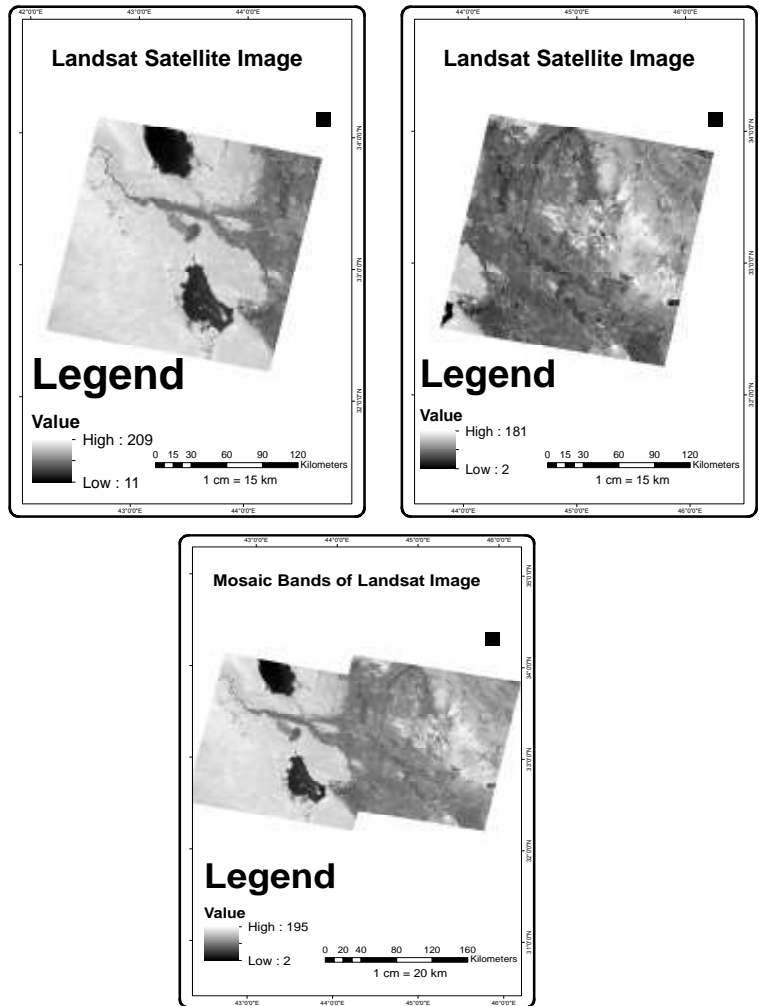 42°0'0"E 43°0'0"E 44°0'0"E
Landsat Satellite Image
34°0'0"N
33°0'0"N
32°0'0"N
Legend
Value
High : 209
Low : 11
0 15 30 60 90 120
Kilometers
1 cm = 15 km
43°0'0"E 44°0'0"E
44°0'0"E 45°0'0"E 46°0'0"E
Landsat Satellite Image
34°0'0"N
33°0'0"N
32°0'0"N
Legend
Value
High : 181
Low : 2
0 15 30 60 90 120
Kilometers
1 cm = 15 km
44°0'0"E 45°0'0"E 46°0'0"E
43°0'0"E 44°0'0"E 45°0'0"E 46°0'0"E
Mosaic Bands of Landsat Image
35°0'0"N
34°0'0"N
33°0'0"N
32°0'0"N
31°0'0"N
Legend
Value
High : 195
Low : 2
0 20 40 80 120 160
Kilometers
1 cm = 20 km
43°0'0"E 44°0'0"E 45°0'0"E